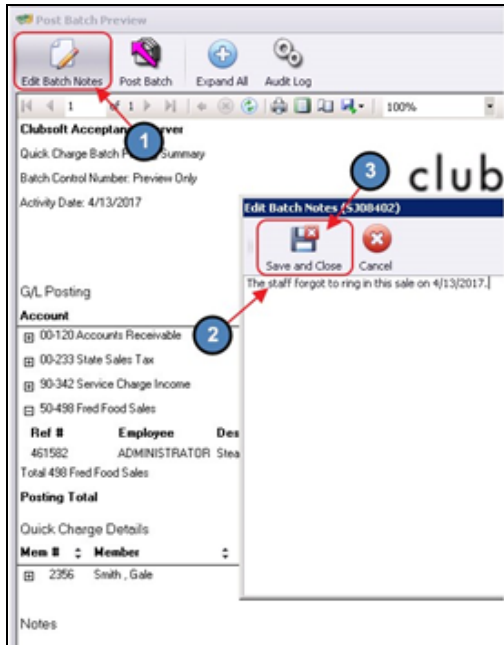 Post Batch Preview
Edit Batch Notes Post Batch Expand All Audit Log
1 of 1 100%
1
Quick Charge Batch Summary
Batch Control Number: Preview Only
Activity Date: 4/13/2017
club
3
Edit Batch Notes (S308402)
Save and Close Cancel
The staff forgot to ring in this sale on 4/13/2017.
2
G/L Posting
Account
00-120 Accounts Receivable
00-233 State Sales Tax
90-342 Service Charge Income
50-498 Fred Food Sales
Ref # Employee Des
461582 ADMINISTRATOR Stea
Total 498 Fred Food Sales
Posting Total
Quick Charge Details
Mem # Member
2356 Smith , Gale
Notes